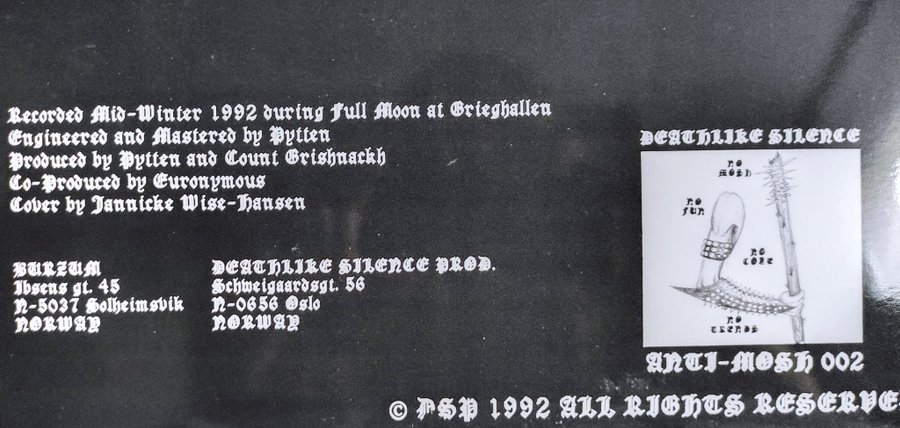 Recorded Mid-Winter 1992 during Full Moon at Grieghallen
Engineered and Mastered by Pytten
Produced by Pytten and Count Grishnackh
Co-Produced by Euronymous
Cover by Jannicke Wise-Hansen
BURZUM
Ibsens gt. 45
N-5037 Solheimsvik
NORWAY
DEATHLIKE SILENCE PROD.
Schweigaardsgt. 56
N-0656 Oslo
NORWAY
DEATHLIKE SILENCE
NO
MOSH
NO
FUN
NO
CORE
NO
TRENDS
ANTI-MOSH 002
© DSP 1992 ALL RIGHTS RESERVE